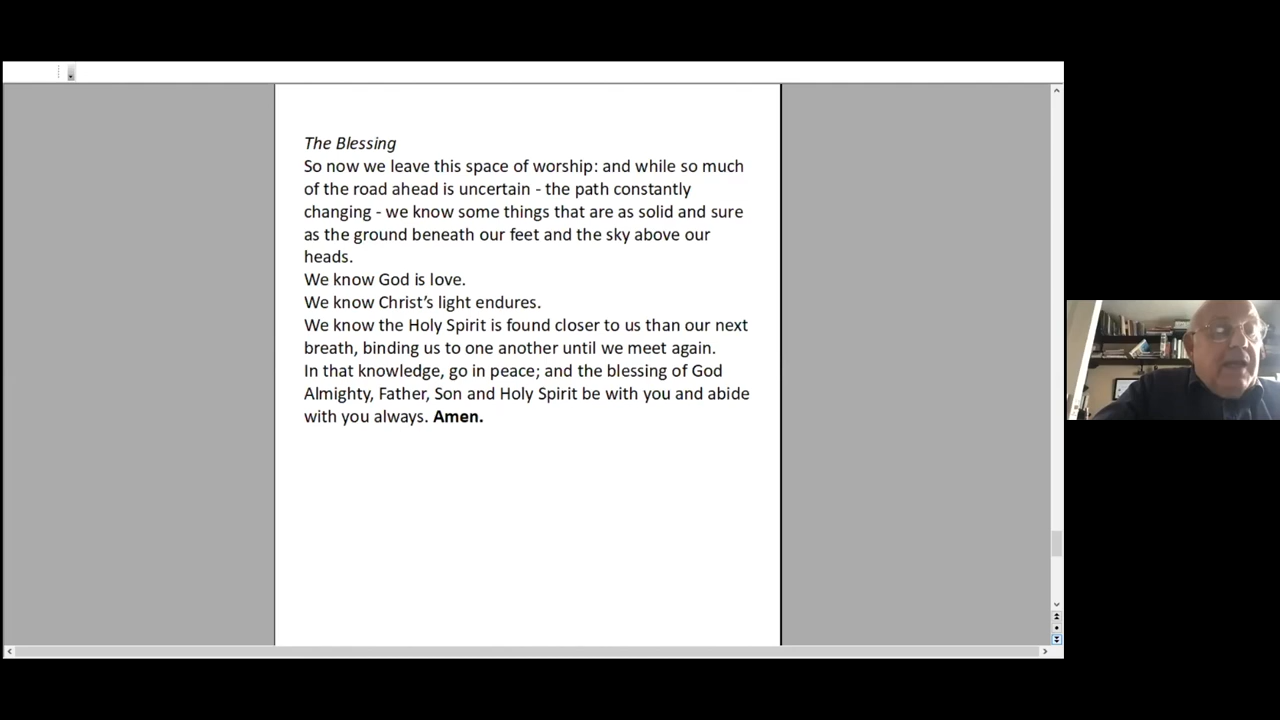 The Blessing
So now we leave this space of worship: and while so much
of the road ahead is uncertain - the path constantly
changing - we know some things that are as solid and sure
as the ground beneath our feet and the sky above our
heads.
We know God is love.
We know Christ’s light endures.
We know the Holy Spirit is found closer to us than our next
breath, binding us to one another until we meet again.
In that knowledge, go in peace; and the blessing of God
Almighty, Father, Son and Holy Spirit be with you and abide
with you always. Amen.